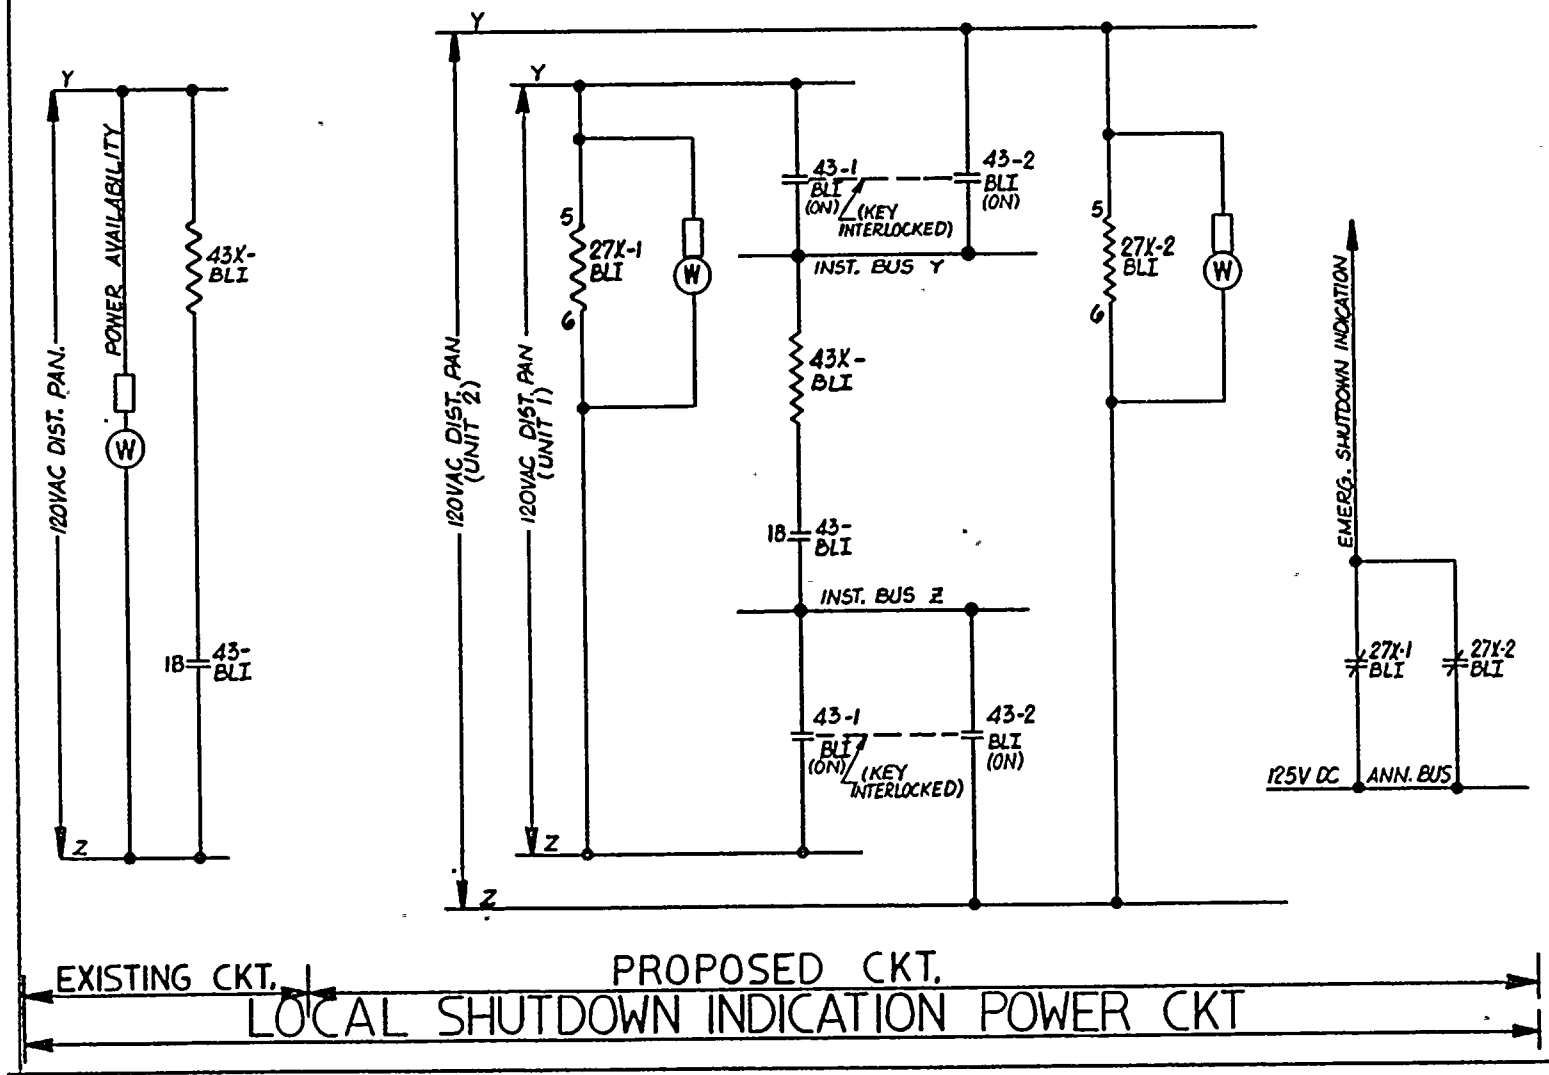 Y
120VAC DIST. PAN.
POWER AVAILABILITY
W
43X-
BLI
18
43-
BLI
Z
Y
120VAC DIST. PAN
(UNIT 2)
Y
120VAC DIST. PAN
(UNIT 1)
5
27X-1
BLI
6
W
43-1
BLI
(ON)
(KEY
INTERLOCKED)
43-2
BLI
(ON)
INST. BUS Y
43X-
BLI
18
43-
BLI
INST. BUS Z
43-1
BLI
(ON)
(KEY
INTERLOCKED)
43-2
BLI
(ON)
Z
Z
5
27X-2
BLI
6
W
EMERG. SHUTDOWN INDICATION
27X-1
BLI
27X-2
BLI
125V DC ANN. BUS
EXISTING CKT.
PROPOSED CKT.
LOCAL SHUTDOWN INDICATION POWER CKT